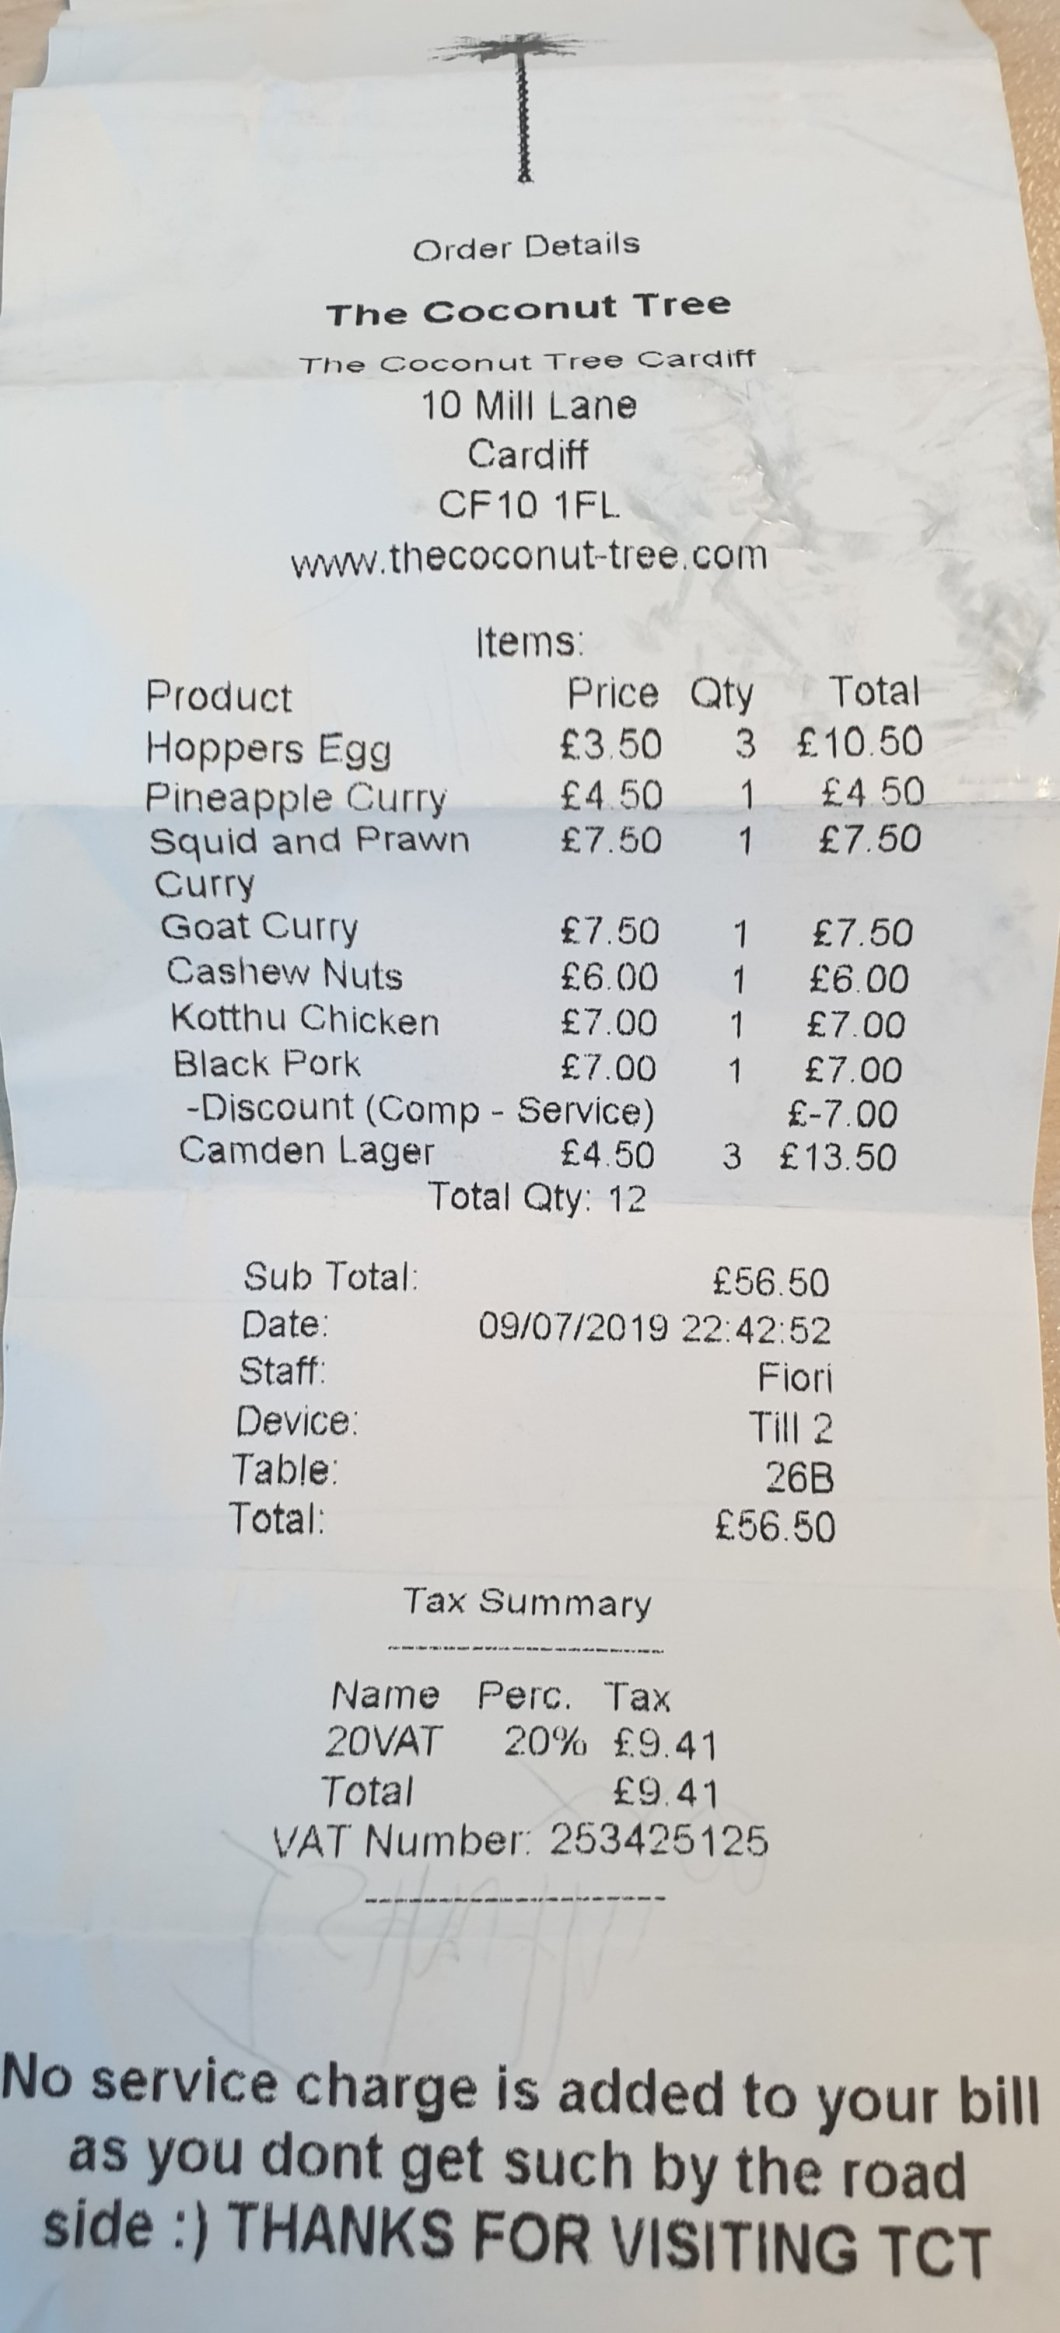 Order Details
The Coconut Tree
The Coconut Tree Cardiff
10 Mill Lane
Cardiff
CF10 1FL
www.thecoconut-tree.com
Items:
Product Price Qty Total
Hoppers Egg £3.50 3 £10.50
Pineapple Curry £4.50 1 £4.50
Squid and Prawn £7.50 1 £7.50
Curry
Goat Curry £7.50 1 £7.50
Cashew Nuts £6.00 1 £6.00
Kotthu Chicken £7.00 1 £7.00
Black Pork £7.00 1 £7.00
-Discount (Comp - Service) £-7.00
Camden Lager £4.50 3 £13.50
Total Qty: 12
Sub Total: £56.50
Date: 09/07/2019 22:42:52
Staff: Fiori
Device: Till 2
Table: 26B
Total: £56.50
Tax Summary
Name Perc. Tax
20VAT 20% £9.41
Total £9.41
VAT Number: 253425125
No service charge is added to your bill
as you dont get such by the road
side :) THANKS FOR VISITING TCT